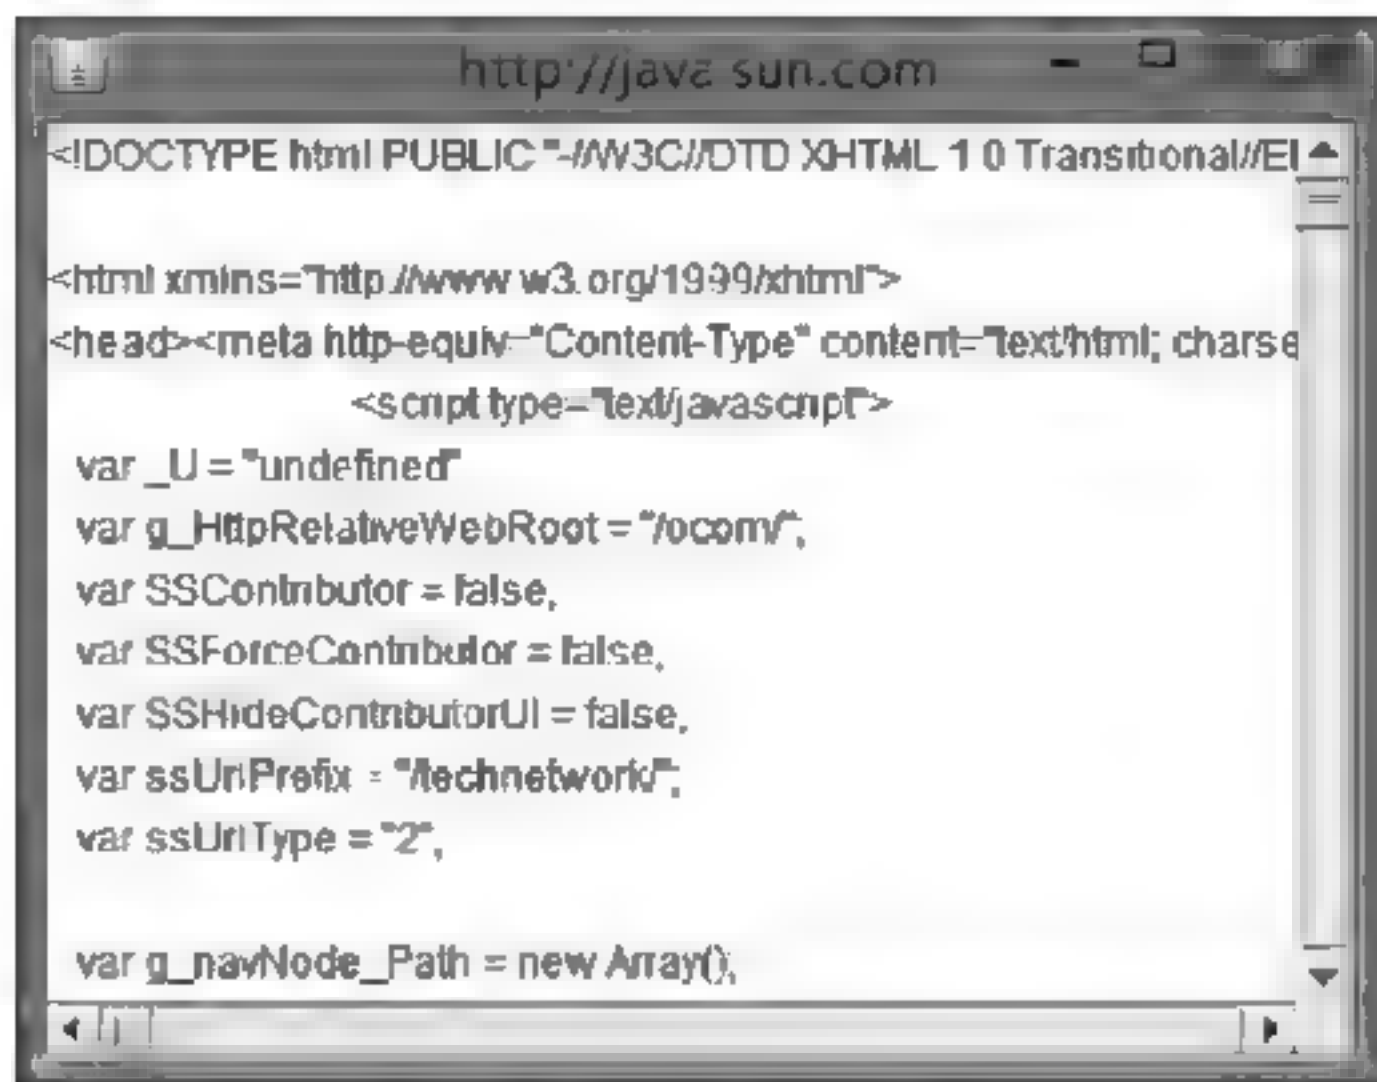 http://java.sun.com
<!DOCTYPE html PUBLIC "-//W3C//DTD XHTML 1.0 Transitional//EI
<html xmlns="http://www.w3.org/1999/xhtml">
<head><meta http-equiv="Content-Type" content="text/html; charse
<script type="text/javascript">
var _U = "undefined"
var g_HttpRelativeWebRoot = "/ocom/";
var SSContributor = false;
var SSForceContributor = false;
var SSHideContributorUI = false;
var ssUrlPrefix = "/technetwork/";
var ssUrlType = "2";
var g_navNode_Path = new Array();